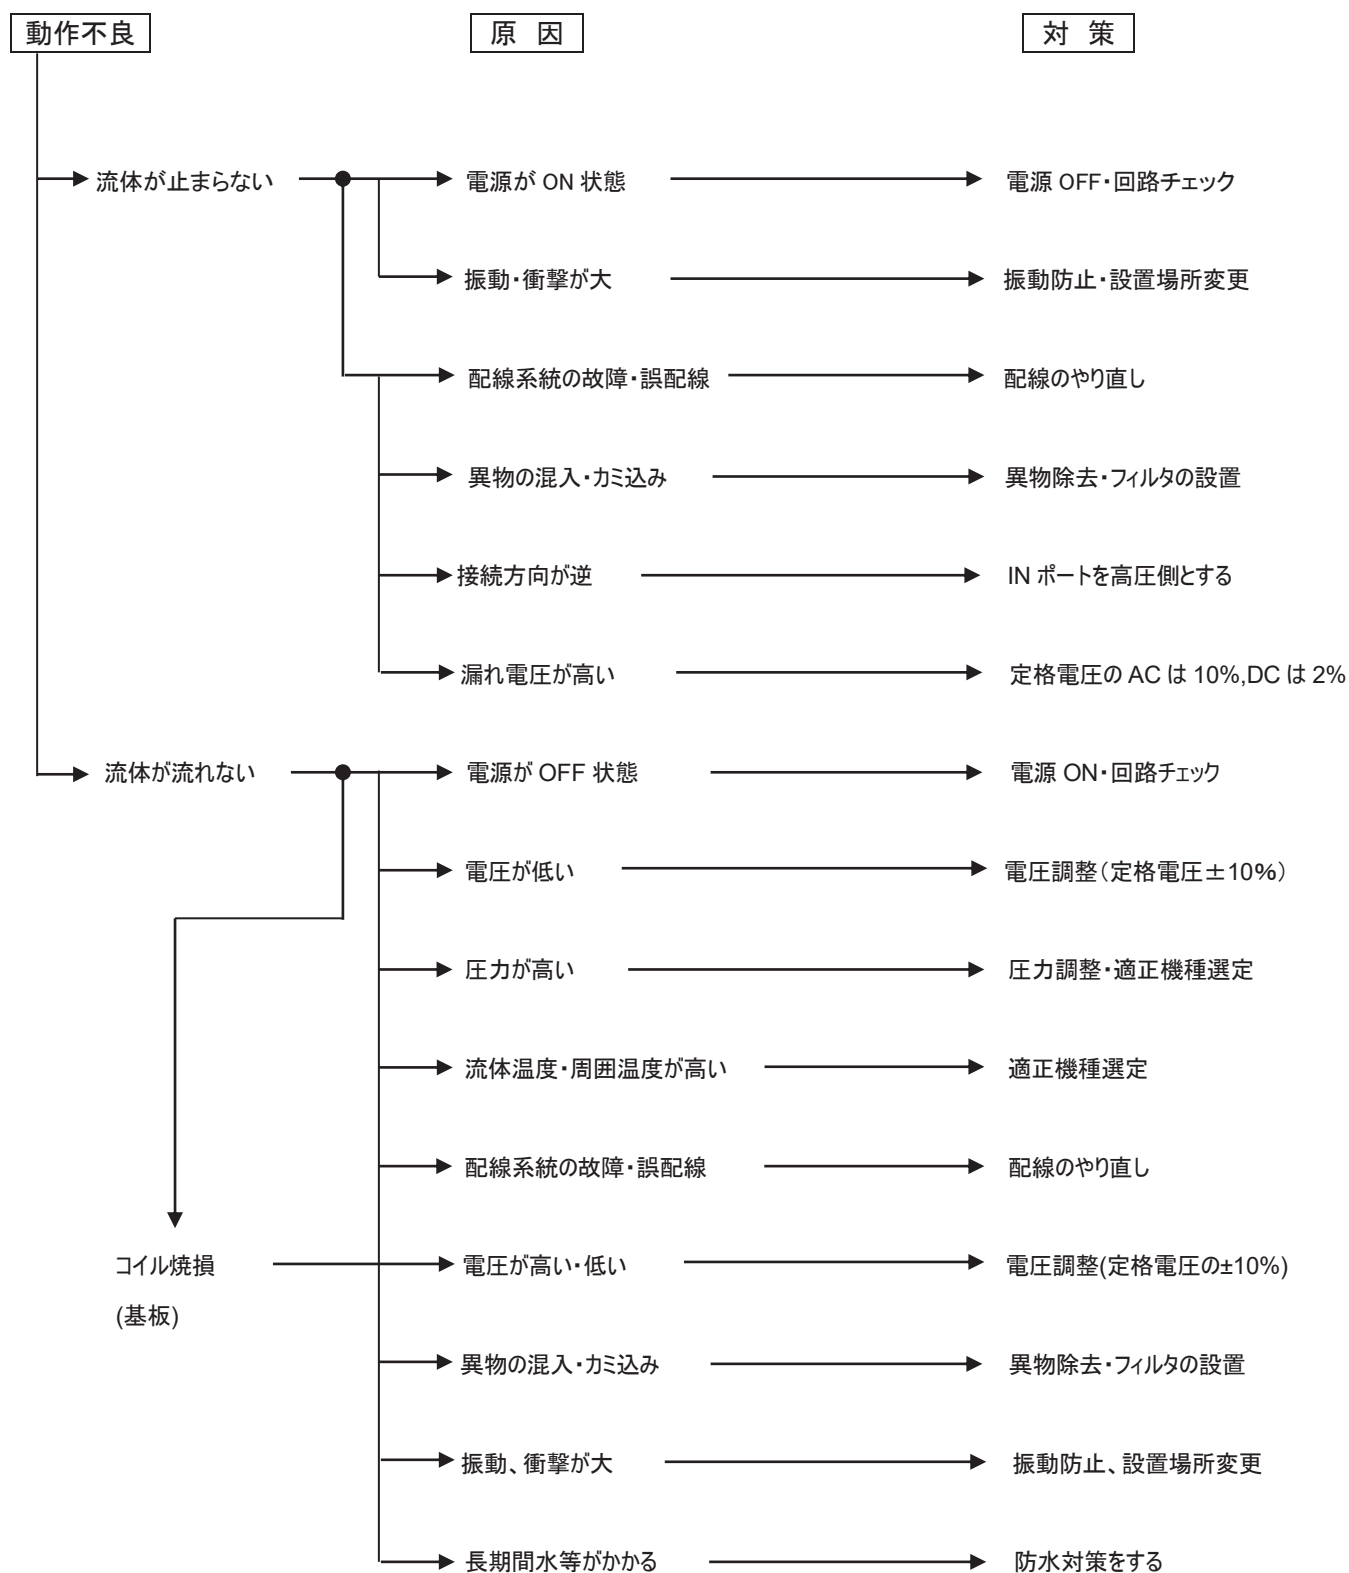 動作不良 原 因 対 策
流体が止まらない 電源が ON 状態 電源 OFF・回路チェック
振動・衝撃が大 振動防止・設置場所変更
配線系統の故障・誤配線 配線のやり直し
異物の混入・カミ込み 異物除去・フィルタの設置
接続方向が逆 IN ポートを高圧側とする
漏れ電圧が高い 定格電圧の AC は 10%,DC は 2%
流体が流れない 電源が OFF 状態 電源 ON・回路チェック
電圧が低い 電圧調整(定格電圧±10%)
圧力が高い 圧力調整・適正機種選定
流体温度・周囲温度が高い 適正機種選定
配線系統の故障・誤配線 配線のやり直し
コイル焼損 電圧が高い・低い 電圧調整(定格電圧の±10%)
(基板)
異物の混入・カミ込み 異物除去・フィルタの設置
振動、衝撃が大 振動防止、設置場所変更
長期間水等がかかる 防水対策をする